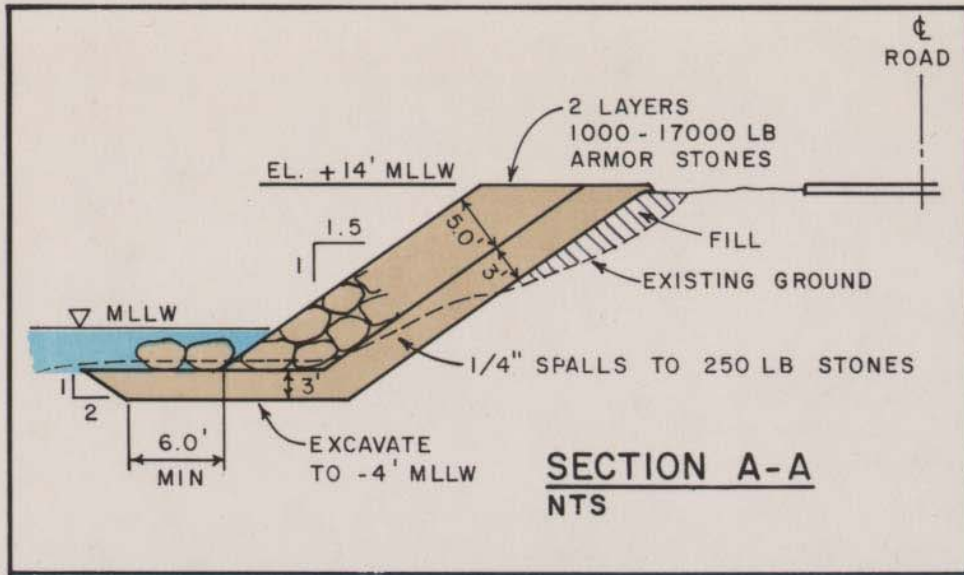 ℄
ROAD
2 LAYERS
1000 - 17000 LB
ARMOR STONES
EL. +14' MLLW
1.5
1
5.0'
3'
FILL
EXISTING GROUND
MLLW
1/4" SPALLS TO 250 LB STONES
1
2
3'
6.0'
MIN
EXCAVATE
TO -4' MLLW
SECTION A-A
NTS